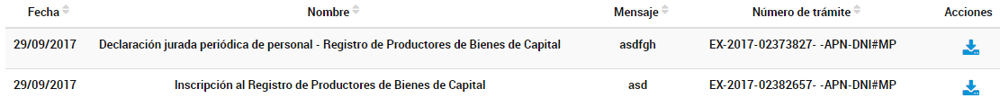 Fecha Nombre Mensaje Número de trámite Acciones
29/09/2017 Declaración jurada periódica de personal - Registro de Productores de Bienes de Capital asdfgh EX-2017-02373827- -APN-DNI#MP
29/09/2017 Inscripción al Registro de Productores de Bienes de Capital asd EX-2017-02382657- -APN-DNI#MP